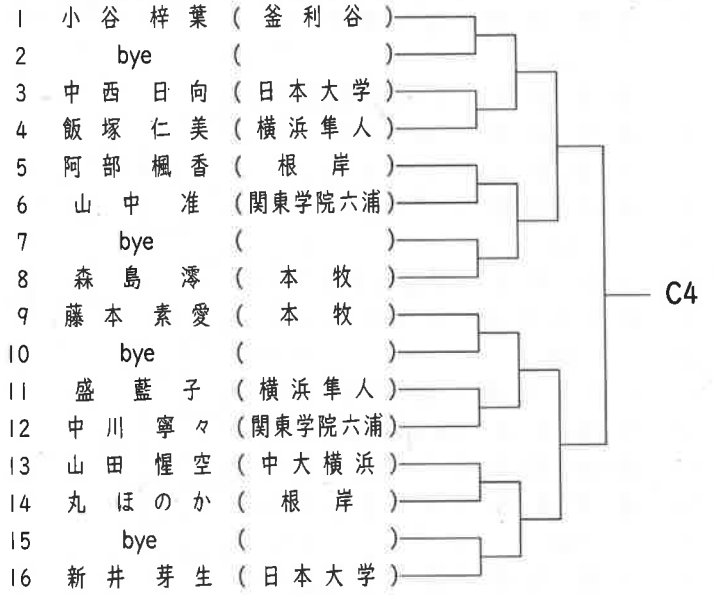 1 小谷 梓葉 (釜利谷)
2 bye ( )
3 中西 日向 (日本大学)
4 飯塚 仁美 (横浜隼人)
5 阿部 楓香 (根岸)
6 山中 准 (関東学院六浦)
7 bye ( )
8 森島 澪 (本牧)
9 藤本 素愛 (本牧)
10 bye ( )
11 盛 藍子 (横浜隼人)
12 中川 寧々 (関東学院六浦)
13 山田 惺空 (中大横浜)
14 丸 ほのか (根岸)
15 bye ( )
16 新井 芽生 (日本大学)
C4